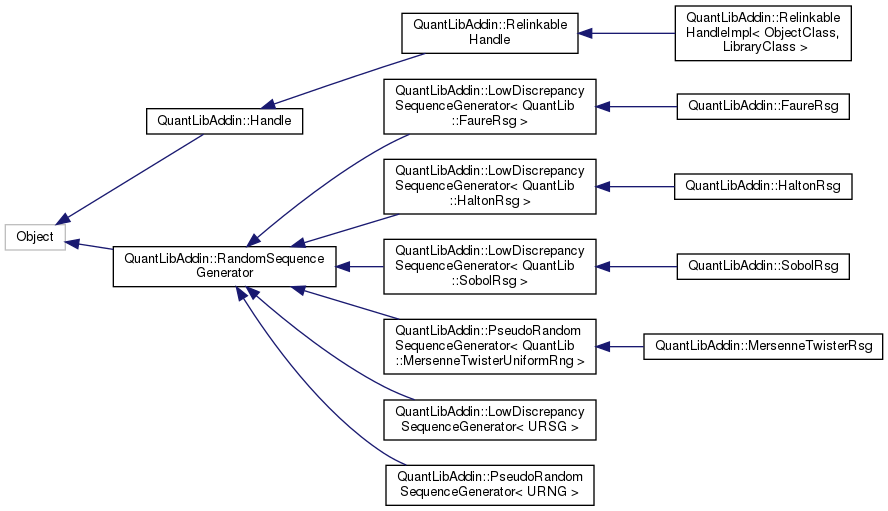 Object
QuantLibAddin::Handle
QuantLibAddin::RandomSequence
Generator
QuantLibAddin::Relinkable
Handle
QuantLibAddin::LowDiscrepancy
SequenceGenerator< QuantLib
::FaureRsg >
QuantLibAddin::LowDiscrepancy
SequenceGenerator< QuantLib
::HaltonRsg >
QuantLibAddin::LowDiscrepancy
SequenceGenerator< QuantLib
::SobolRsg >
QuantLibAddin::PseudoRandom
SequenceGenerator< QuantLib
::MersenneTwisterUniformRng >
QuantLibAddin::LowDiscrepancy
SequenceGenerator< URSG >
QuantLibAddin::PseudoRandom
SequenceGenerator< URNG >
QuantLibAddin::Relinkable
HandleImpl< ObjectClass,
LibraryClass >
QuantLibAddin::FaureRsg
QuantLibAddin::HaltonRsg
QuantLibAddin::SobolRsg
QuantLibAddin::MersenneTwisterRsg